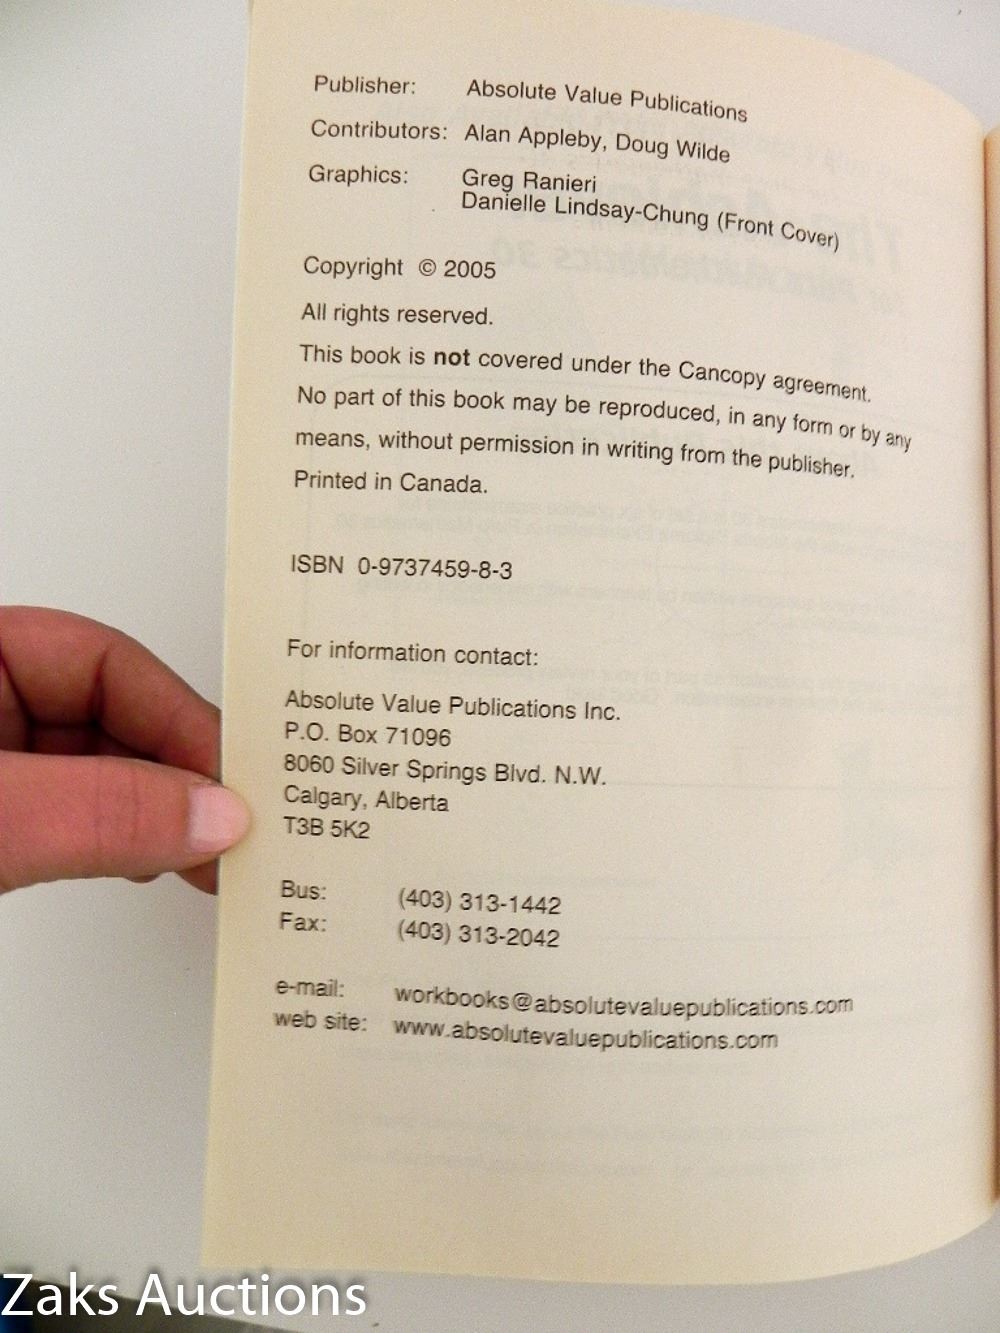 Publisher: Absolute Value Publications
Contributors: Alan Appleby, Doug Wilde
Graphics: Greg Ranieri
Danielle Lindsay-Chung (Front Cover)
Copyright © 2005
All rights reserved.
This book is not covered under the Cancopy agreement.
No part of this book may be reproduced, in any form or by any
means, without permission in writing from the publisher.
Printed in Canada.
ISBN 0-9737459-8-3
For information contact:
Absolute Value Publications Inc.
P.O. Box 71096
8060 Silver Springs Blvd. N.W.
Calgary, Alberta
T3B 5K2
Bus: (403) 313-1442
Fax: (403) 313-2042
e-mail: workbooks@absolutevaluepublications.com
web site: www.absolutevaluepublications.com
Zaks Auctions